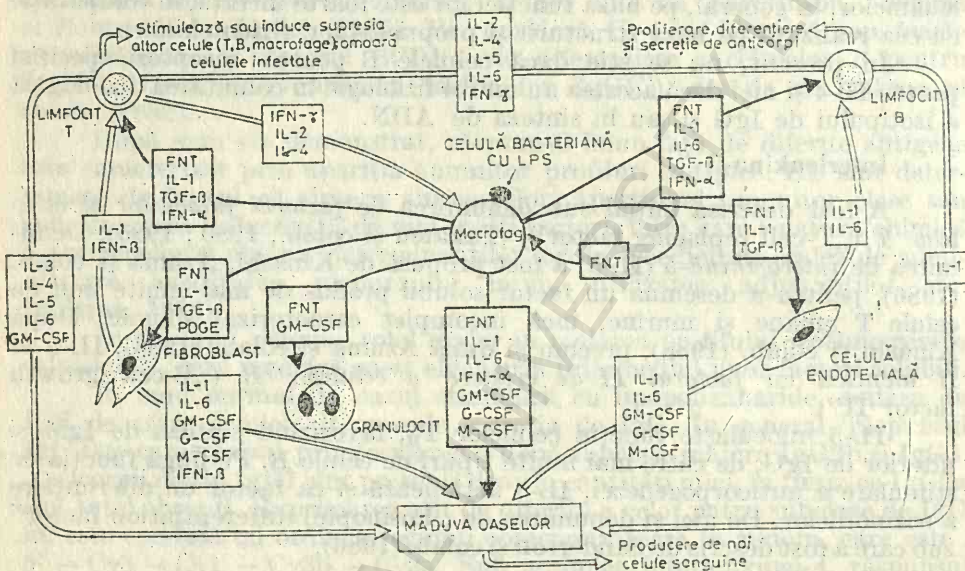 Stimulează sau induce supresia
altor celule (T, B, macrofage); omoară
celulele infectate
IL-2
IL-4
IL-5
IL-6
IFN-γ
Proliferare, diferențiere
și secreție de anticorpi
LIMFOCIT
T
LIMFOCIT
B
IFN-γ
IL-2
CELULĂ BACTERIANĂ
CU LPS
FNT
IL-1
IL-6
TGF-β
IFN-α
FNT
IL-1
TGF-β
IFN-α
Macrofag
FNT
FNT
IL-1
TGF-β
IL-1
IL-6
IL-1
IL-1
IFN-β
IL-3
IL-4
IL-5
IL-6
GM-CSF
FNT
IL-1
TGE-β
PDGE
FNT
GM-CSF
FNT
IL-1
IL-6
IFN-α
GM-CSF
G-CSF
M-CSF
FIBROBLAST
GRANULOCIT
CELULĂ
ENDOTELIALĂ
IL-1
IL-6
GM-CSF
G-CSF
M-CSF
IFN-β
IL-1
IL-6
GM-CSF
G-CSF
M-CSF
MĂDUVA OASELOR
Producere de noi
celule sanguine